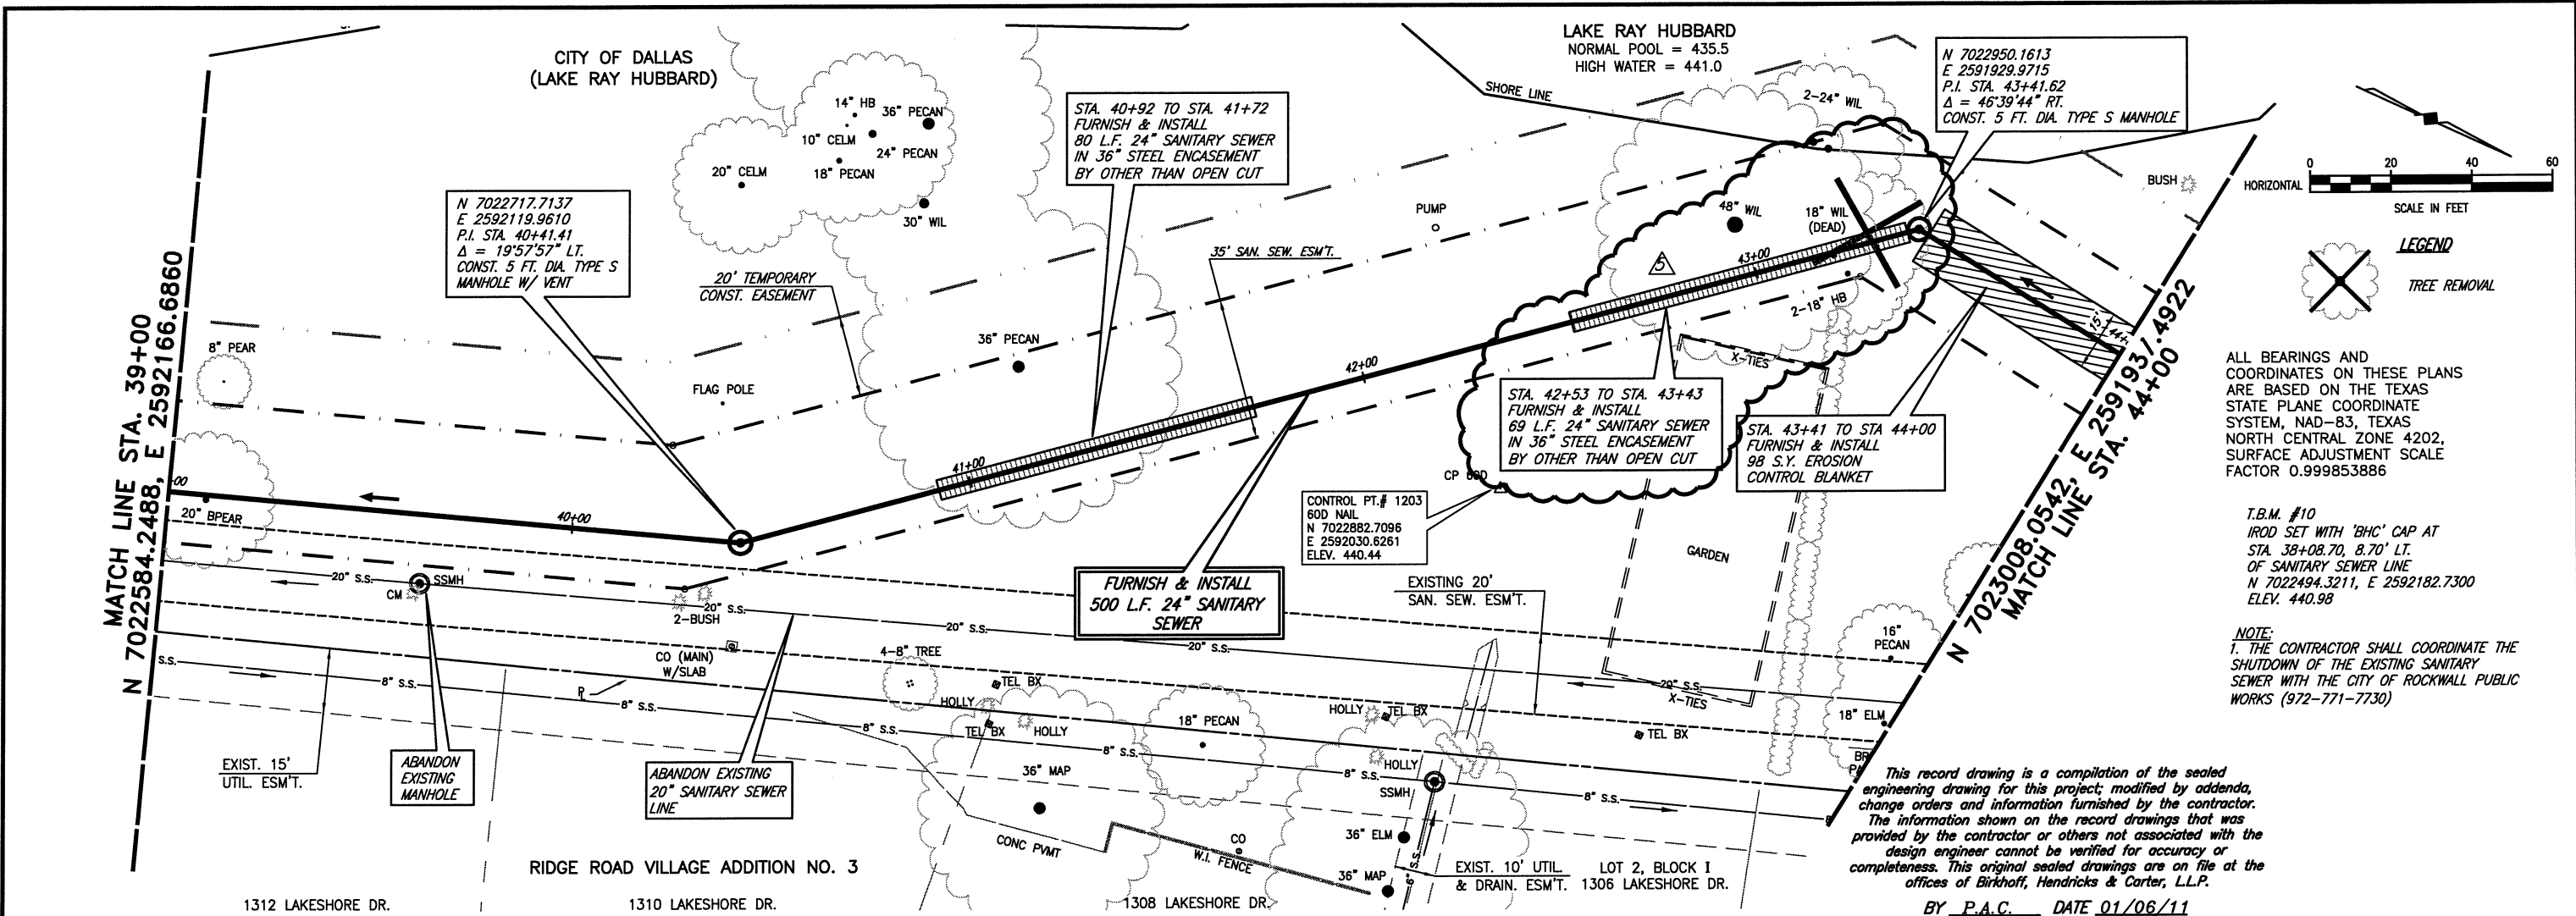 CITY OF DALLAS
(LAKE RAY HUBBARD)
LAKE RAY HUBBARD
NORMAL POOL = 435.5
HIGH WATER = 441.0
SHORE LINE
N 7022950.1613
E 2591929.9715
P.I. STA. 43+41.62
Δ = 46°39'44" RT.
CONST. 5 FT. DIA. TYPE S MANHOLE
0 20 40 60
HORIZONTAL
SCALE IN FEET
LEGEND
TREE REMOVAL
ALL BEARINGS AND
COORDINATES ON THESE PLANS
ARE BASED ON THE TEXAS
STATE PLANE COORDINATE
SYSTEM, NAD-83, TEXAS
NORTH CENTRAL ZONE 4202,
SURFACE ADJUSTMENT SCALE
FACTOR 0.999853886
T.B.M. #10
IROD SET WITH 'BHC' CAP AT
STA. 38+08.70, 8.70' LT.
OF SANITARY SEWER LINE
N 7022494.3211, E 2592182.7300
ELEV. 440.98
NOTE:
1. THE CONTRACTOR SHALL COORDINATE THE
SHUTDOWN OF THE EXISTING SANITARY
SEWER WITH THE CITY OF ROCKWALL PUBLIC
WORKS (972-771-7730)
14" HB
36" PECAN
10" CELM
24" PECAN
18" PECAN
20" CELM
30" WIL
STA. 40+92 TO STA. 41+72
FURNISH & INSTALL
80 L.F. 24" SANITARY SEWER
IN 36" STEEL ENCASEMENT
BY OTHER THAN OPEN CUT
2-24" WIL
BUSH
PUMP
48" WIL
18" WIL
(DEAD)
N 7022717.7137
E 2592119.9610
P.I. STA. 40+41.41
Δ = 19°57'57" LT.
CONST. 5 FT. DIA. TYPE S
MANHOLE W/ VENT
20' TEMPORARY
CONST. EASEMENT
35' SAN. SEW. ESM'T.
5
43+00
2-18" HB
15'
44+
MATCH LINE STA. 39+00
N 7022584.2488, E 2592166.6860
8" PEAR
FLAG POLE
36" PECAN
42+00
X-TIES
STA. 42+53 TO STA. 43+43
FURNISH & INSTALL
69 L.F. 24" SANITARY SEWER
IN 36" STEEL ENCASEMENT
BY OTHER THAN OPEN CUT
STA. 43+41 TO STA 44+00
FURNISH & INSTALL
98 S.Y. EROSION
CONTROL BLANKET
MATCH LINE STA. 44+00
41+00
-00
CP 60D
20" BPEAR
40+00
CONTROL PT.# 1203
60D NAIL
N 7022882.7096
E 2592030.6261
ELEV. 440.44
GARDEN
20" S.S.
SSMH
CM
2-BUSH
20" S.S.
FURNISH & INSTALL
500 L.F. 24" SANITARY
SEWER
EXISTING 20'
SAN. SEW. ESM'T.
20" S.S.
20" S.S.
16"
PECAN
CO (MAIN)
W/SLAB
4-8" TREE
S.S.
8" S.S.
TEL BX
20" S.S.
X-TIES
8" S.S.
HOLLY
TEL BX
HOLLY
18" PECAN
HOLLY
TEL BX
18" ELM
TEL BX
8" S.S.
8" S.S.
EXIST. 15'
UTIL. ESM'T.
ABANDON
EXISTING
MANHOLE
ABANDON EXISTING
20" SANITARY SEWER
LINE
36" MAP
HOLLY
8" S.S.
SSMH
8" S.S.
CONC PVMT
CO
W.I. FENCE
36" ELM
36" MAP
6" S.S.
EXIST. 10' UTIL.
& DRAIN. ESM'T.
LOT 2, BLOCK I
1306 LAKESHORE DR.
RIDGE ROAD VILLAGE ADDITION NO. 3
1312 LAKESHORE DR.
1310 LAKESHORE DR.
1308 LAKESHORE DR.
This record drawing is a compilation of the sealed
engineering drawing for this project; modified by addenda,
change orders and information furnished by the contractor.
The information shown on the record drawings that was
provided by the contractor or others not associated with the
design engineer cannot be verified for accuracy or
completeness. This original sealed drawings are on file at the
offices of Birkhoff, Hendricks & Carter, L.L.P.
BY P.A.C. DATE 01/06/11